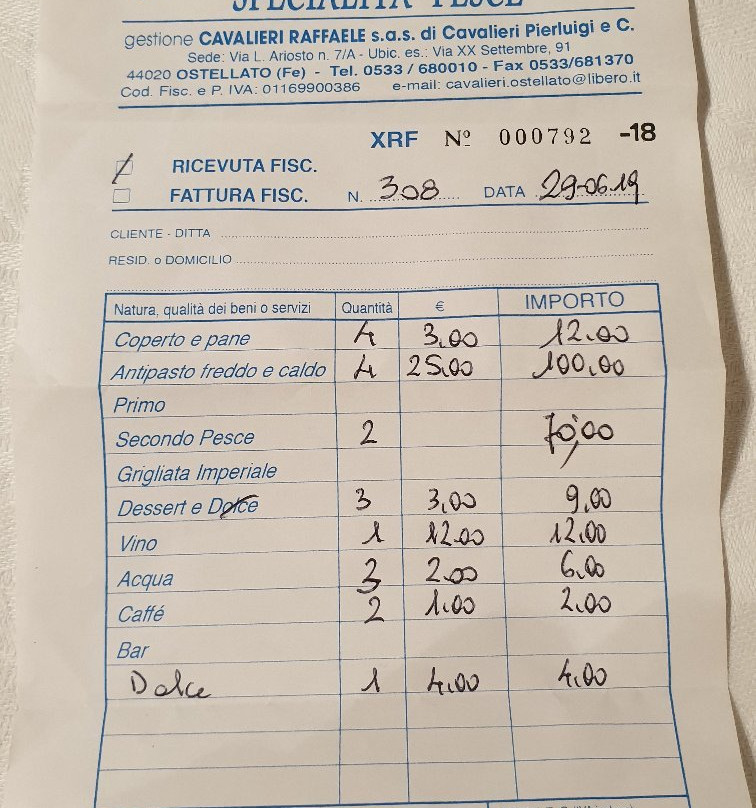 SPECIALITÀ PESCE
gestione CAVALIERI RAFFAELE s.a.s. di Cavalieri Pierluigi e C.
Sede: Via L. Ariosto n. 7/A - Ubic. es.: Via XX Settembre, 91
44020 OSTELLATO (Fe) - Tel. 0533 / 680010 - Fax 0533/681370
Cod. Fisc. e P. IVA: 01169900386 e-mail: cavalieri.ostellato@libero.it
XRF Nº 000792 -18
RICEVUTA FISC.
FATTURA FISC. N. 308 DATA 29-06-19
CLIENTE - DITTA
RESID. o DOMICILIO
Natura, qualità dei beni o servizi Quantità € IMPORTO
Coperto e pane 4 3,00 12,00
Antipasto freddo e caldo 4 25,00 100,00
Primo
Secondo Pesce 2 70,00
Grigliata Imperiale
Dessert e Dolce 3 3,00 9,00
Vino 1 12,00 12,00
Acqua 3 2,00 6,00
Caffé 2 1,00 2,00
Bar
Dolce 1 4,00 4,00